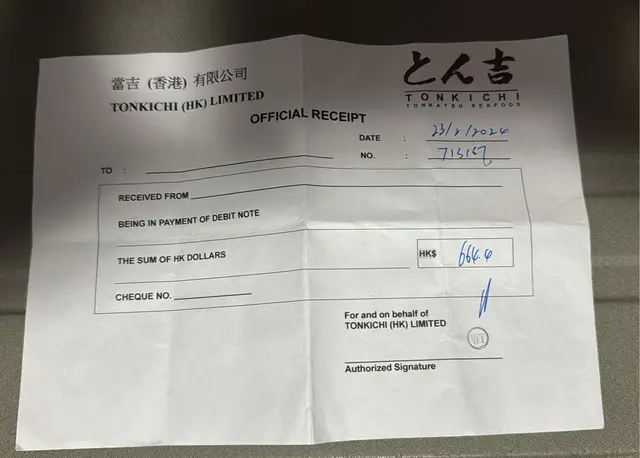 當吉 (香港) 有限公司
TONKICHI (HK) LIMITED
とん吉
TONKICHI
TONKATSU SEAFOOD
OFFICIAL RECEIPT
DATE : 23/2/2024
NO. :
TO :
RECEIVED FROM
BEING IN PAYMENT OF DEBIT NOTE
THE SUM OF HK DOLLARS
HK$ 664.4
CHEQUE NO.
For and on behalf of
TONKICHI (HK) LIMITED
Authorized Signature